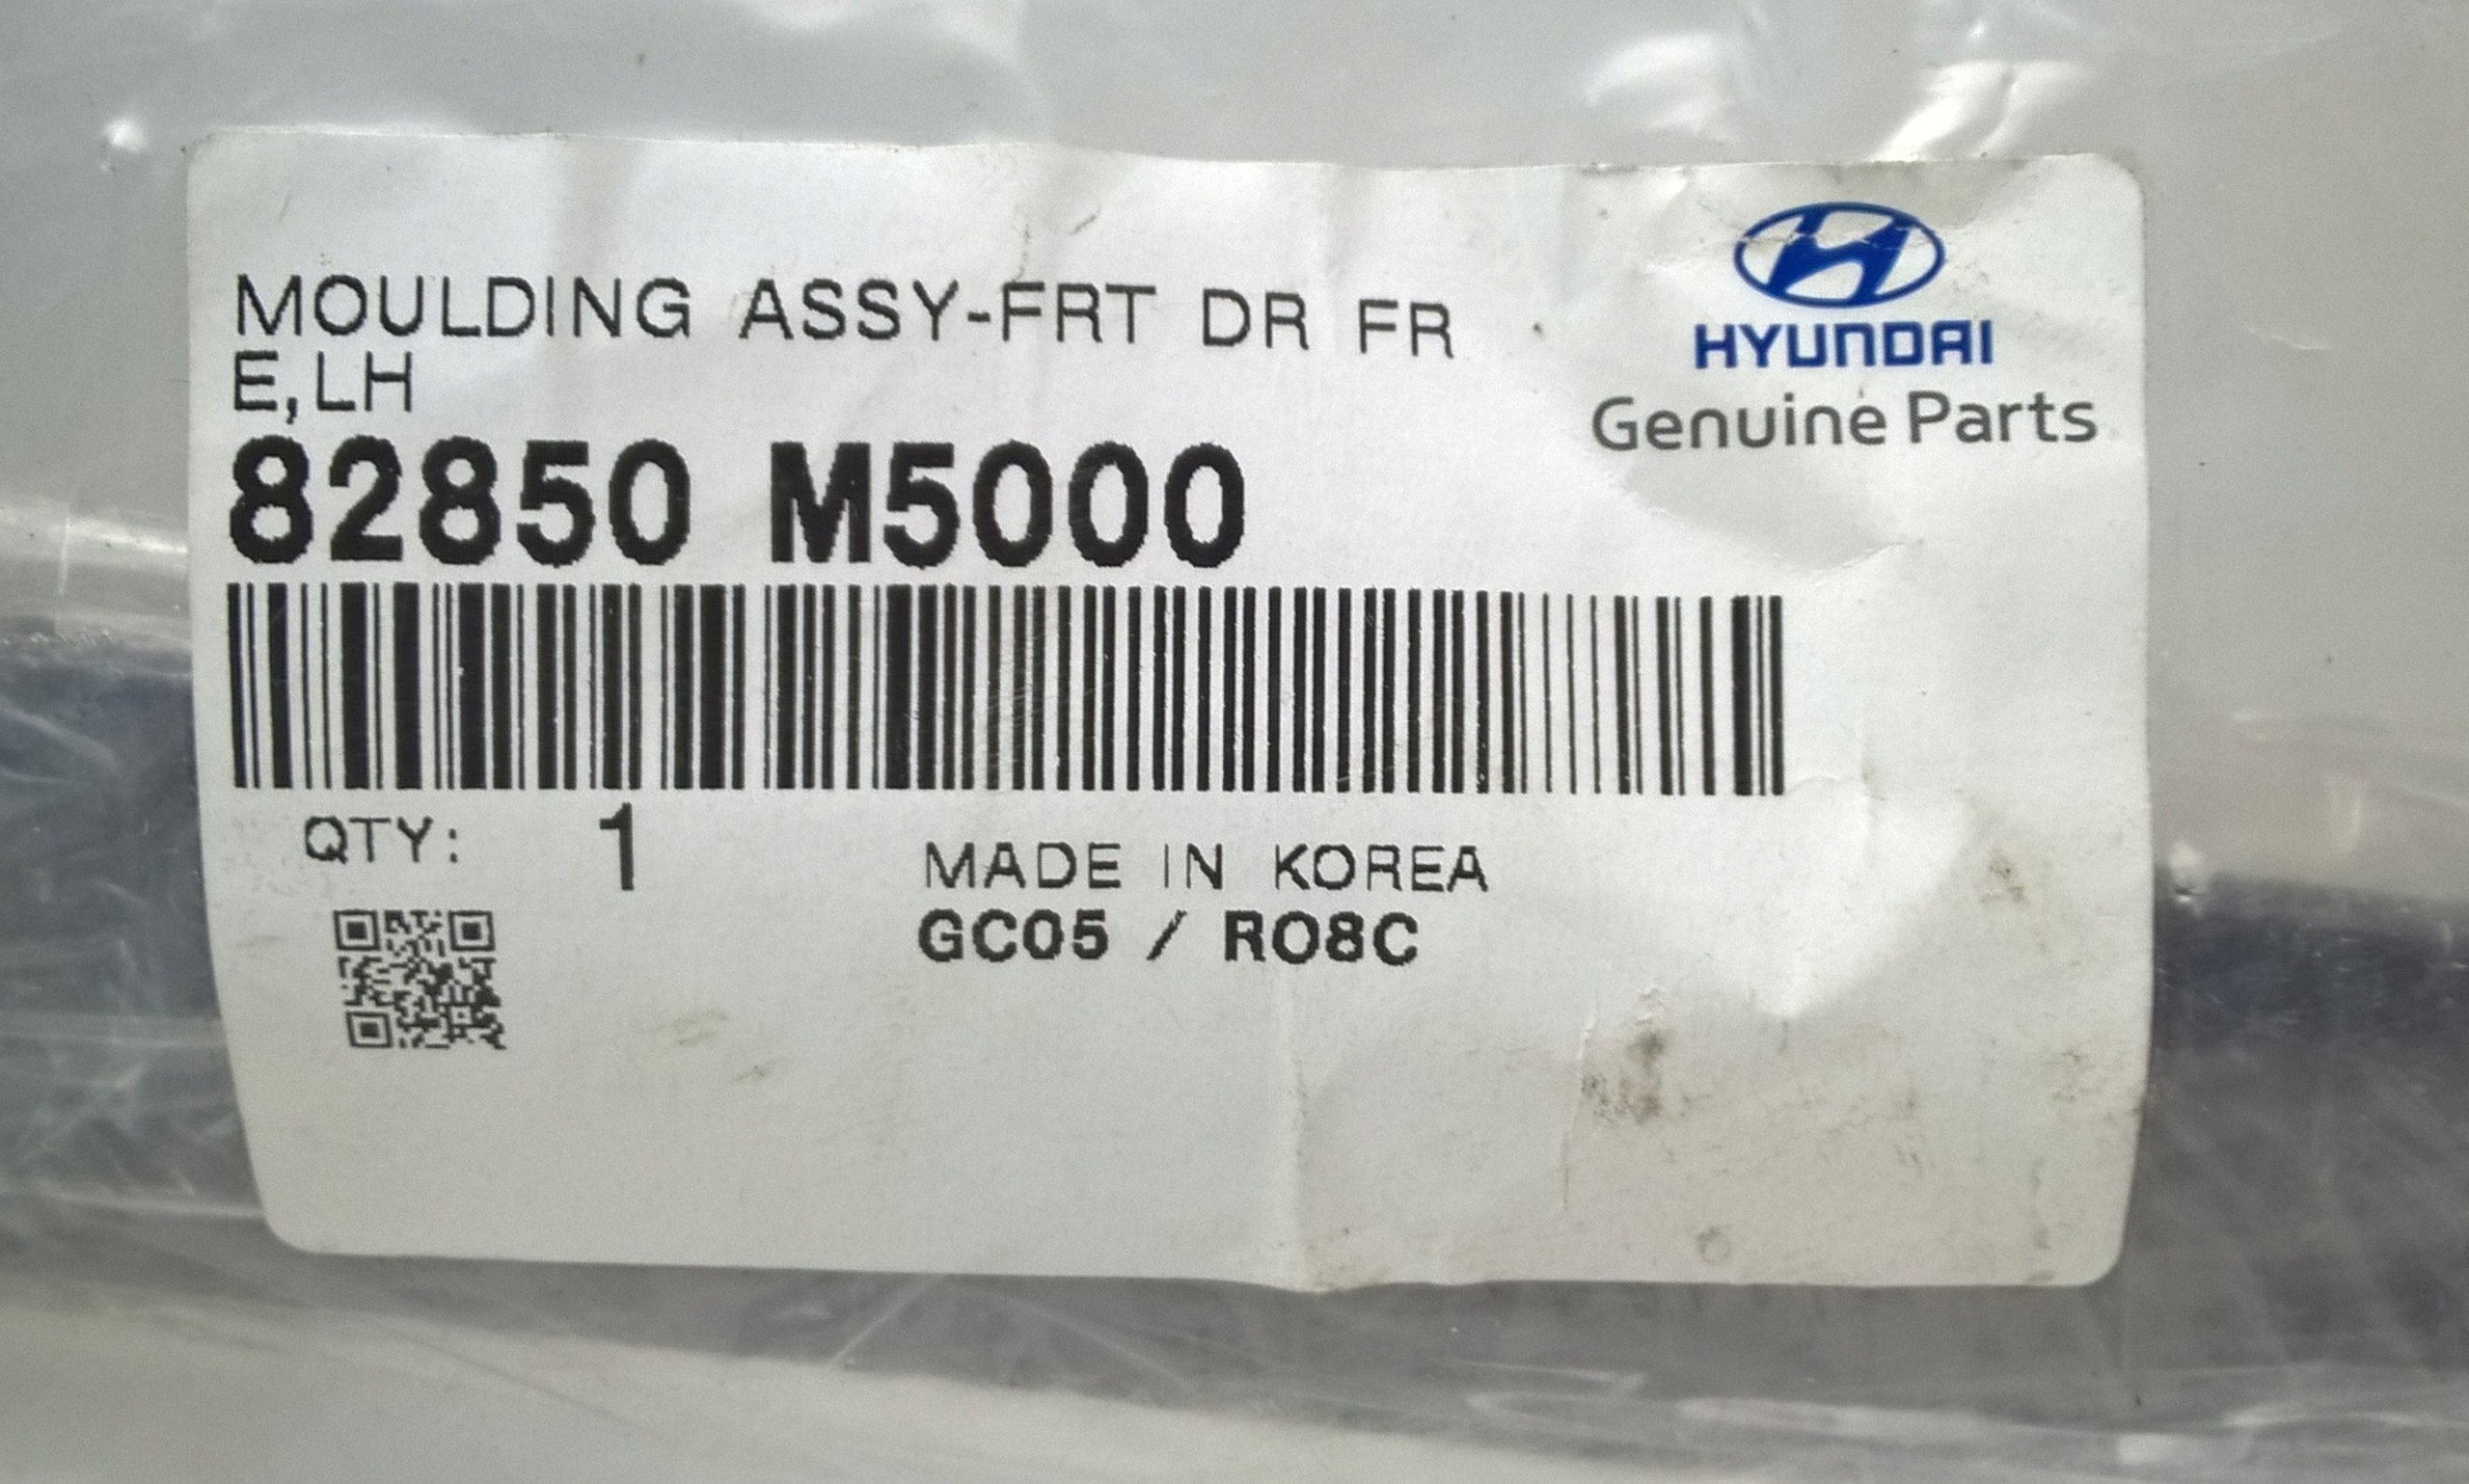 MOULDING ASSY-FRT DR FR
E,LH
HYUNDAI
Genuine Parts
82850 M5000
QTY: 1
MADE IN KOREA
GC05 / RO8C